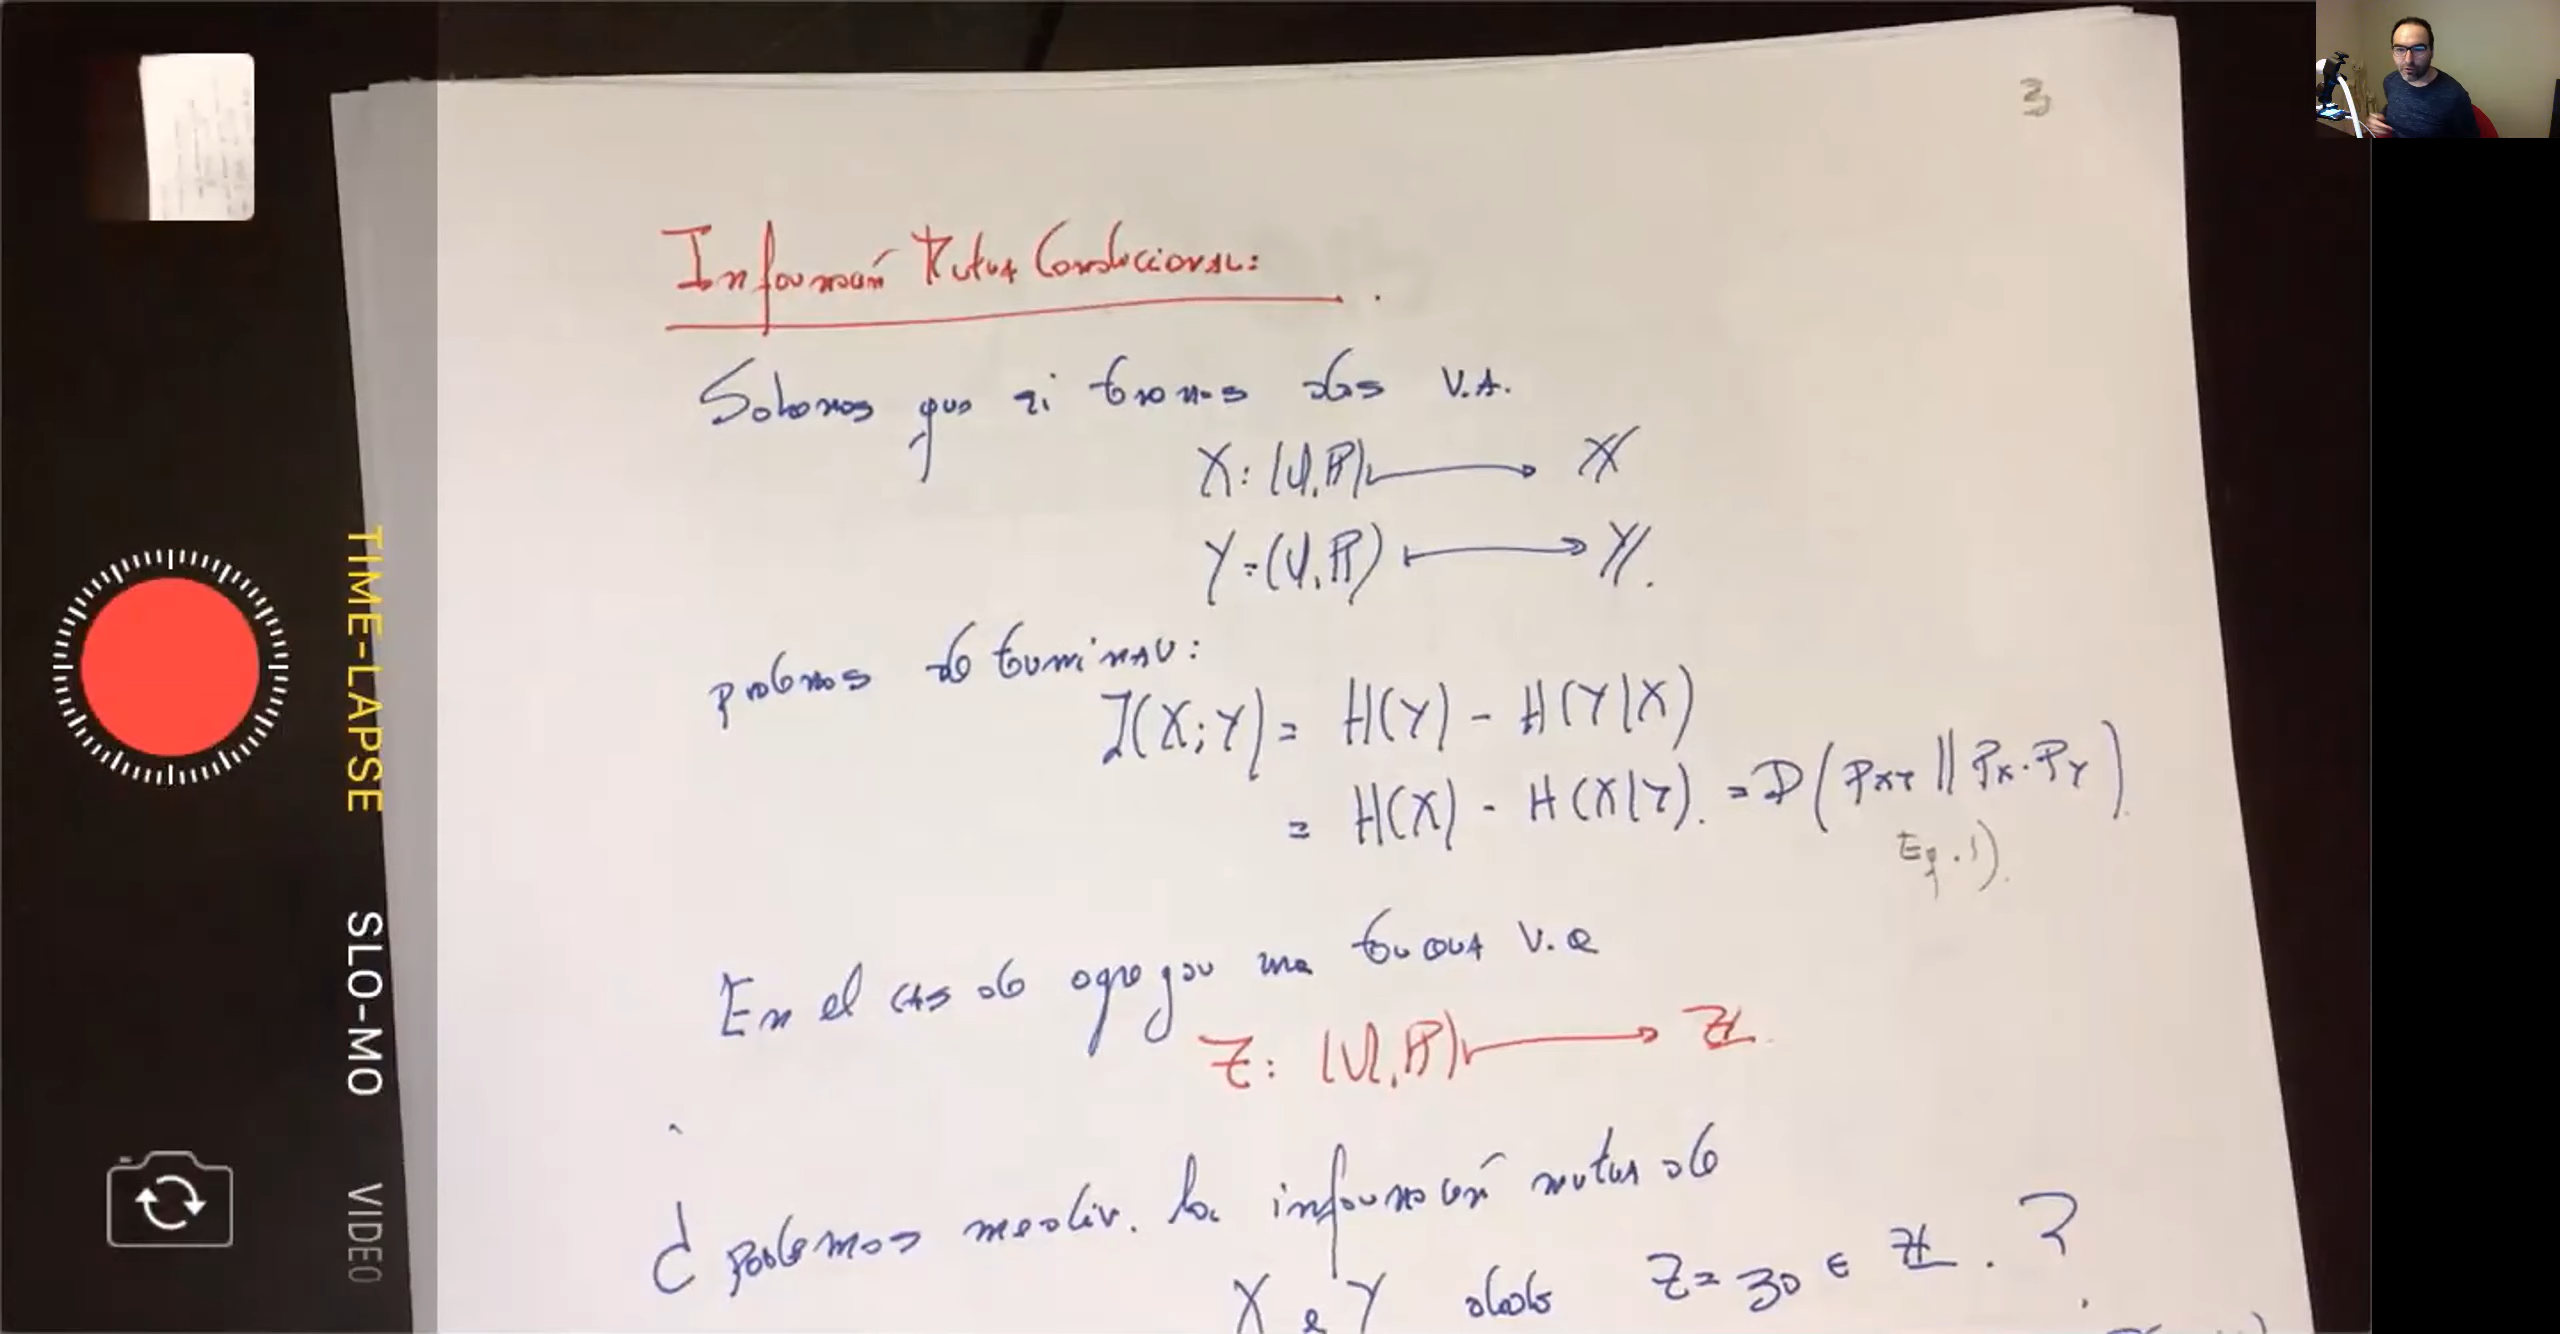 3
Información Mutua Condicional:
Sabemos que si tenemos dos V.A.
X: (U, P) ↦ 𝕏
Y = (U, P) ↦ 𝕐.
podemos determinar:
I(X;Y) = H(Y) - H(Y|X)
= H(X) - H(X|Y). = D(P_XY || P_X · P_Y).
Eq. 1).
En el caso de agregar una tercera V.a
Z: (U, P) ↦ ℤ.
¿ podemos medir. la información mutua de
X e Y dado Z = z0 ∈ ℤ. ?
TIME-LAPSE
SLO-MO
VIDEO